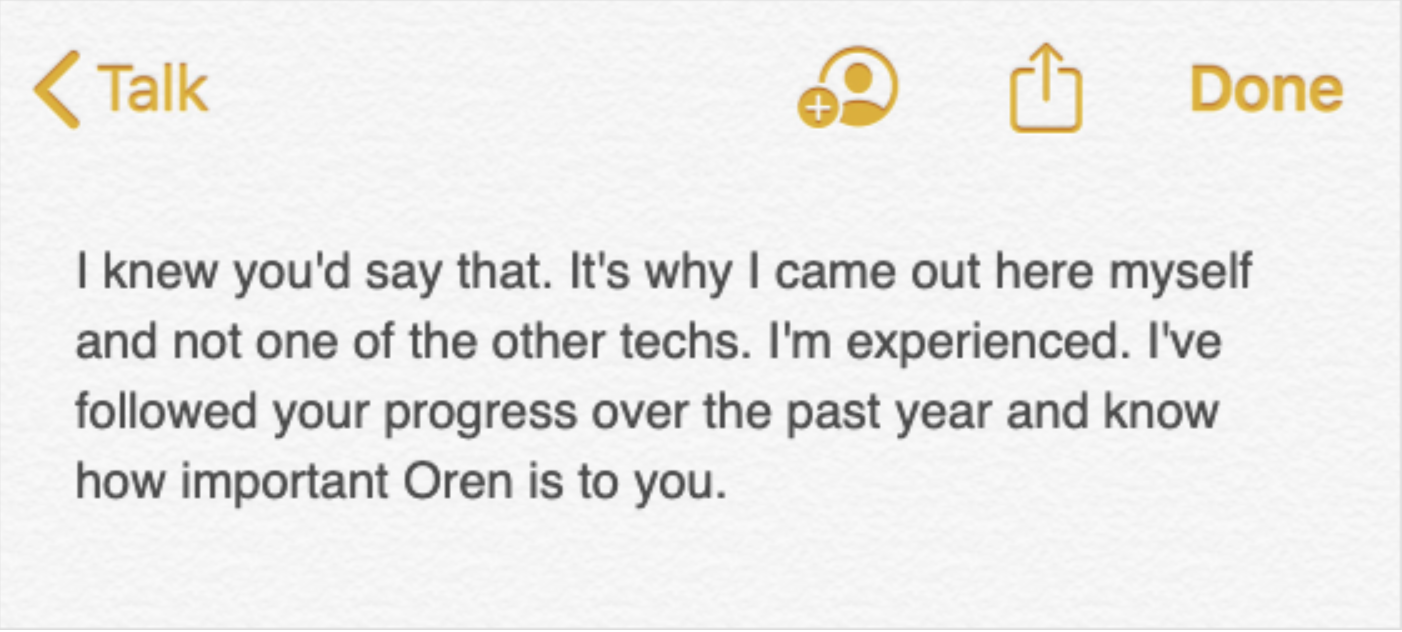 Talk
Done
I knew you'd say that. It's why I came out here myself
and not one of the other techs. I'm experienced. I've
followed your progress over the past year and know
how important Oren is to you.